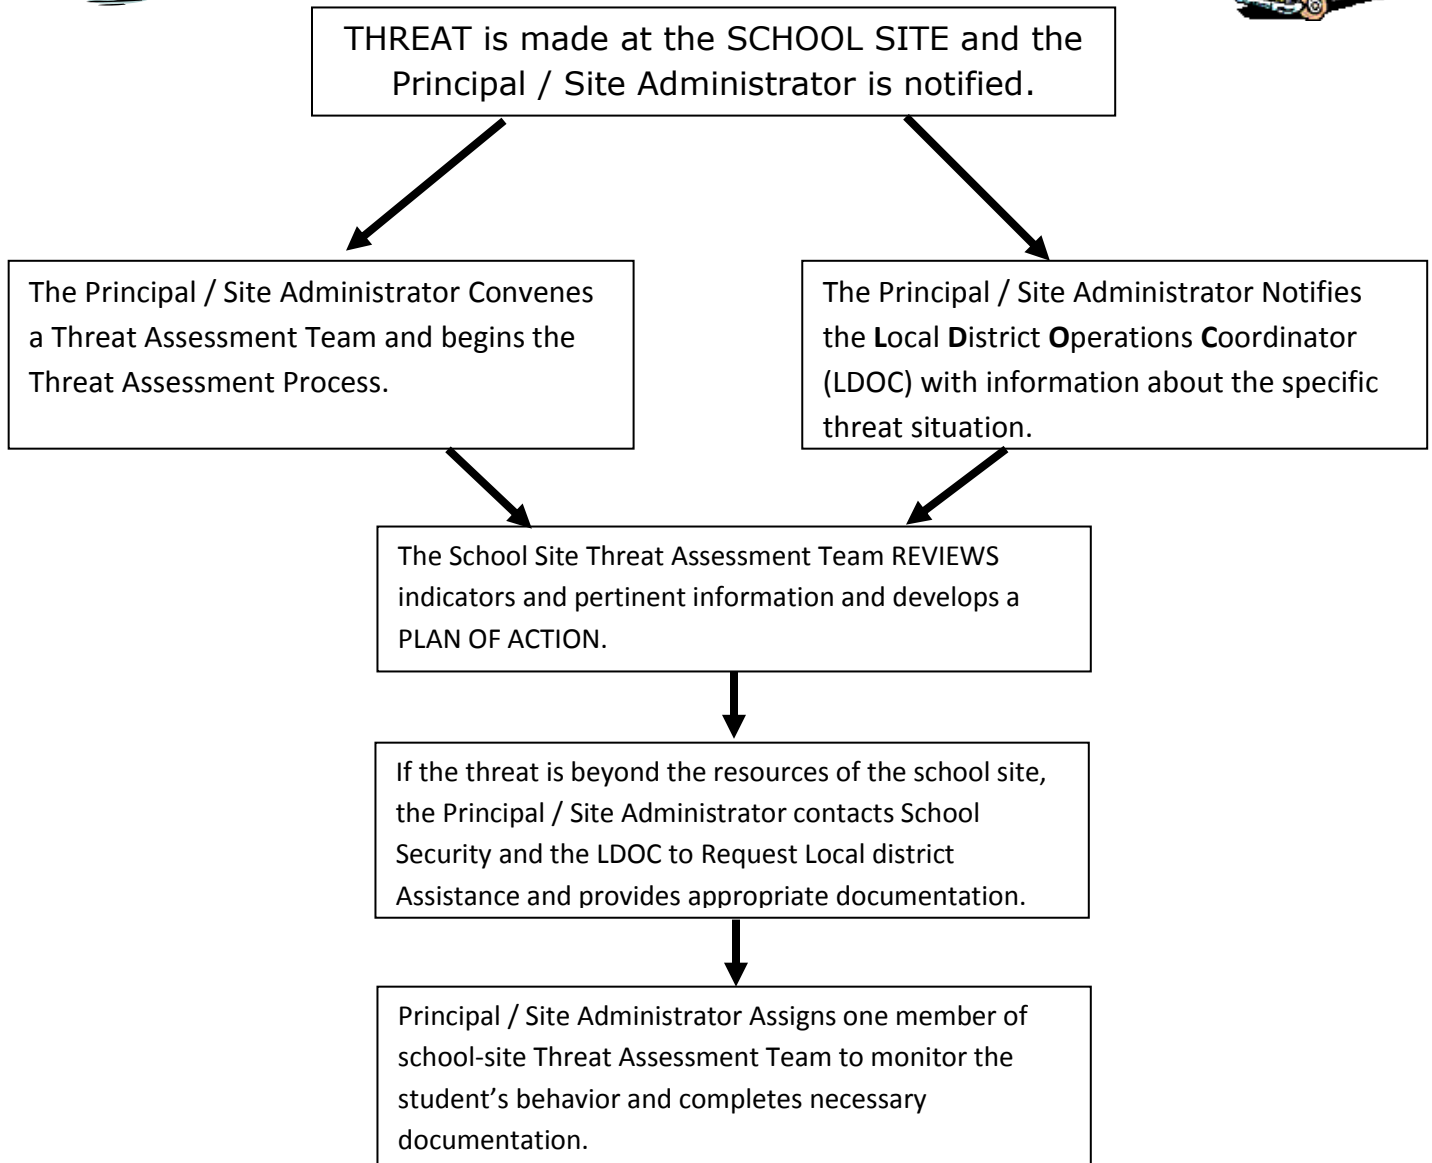 THREAT is made at the SCHOOL SITE and the
Principal / Site Administrator is notified.
The Principal / Site Administrator Convenes
a Threat Assessment Team and begins the
Threat Assessment Process.
The Principal / Site Administrator Notifies
the Local District Operations Coordinator
(LDOC) with information about the specific
threat situation.
The School Site Threat Assessment Team REVIEWS
indicators and pertinent information and develops a
PLAN OF ACTION.
If the threat is beyond the resources of the school site,
the Principal / Site Administrator contacts School
Security and the LDOC to Request Local district
Assistance and provides appropriate documentation.
Principal / Site Administrator Assigns one member of
school-site Threat Assessment Team to monitor the
student’s behavior and completes necessary
documentation.